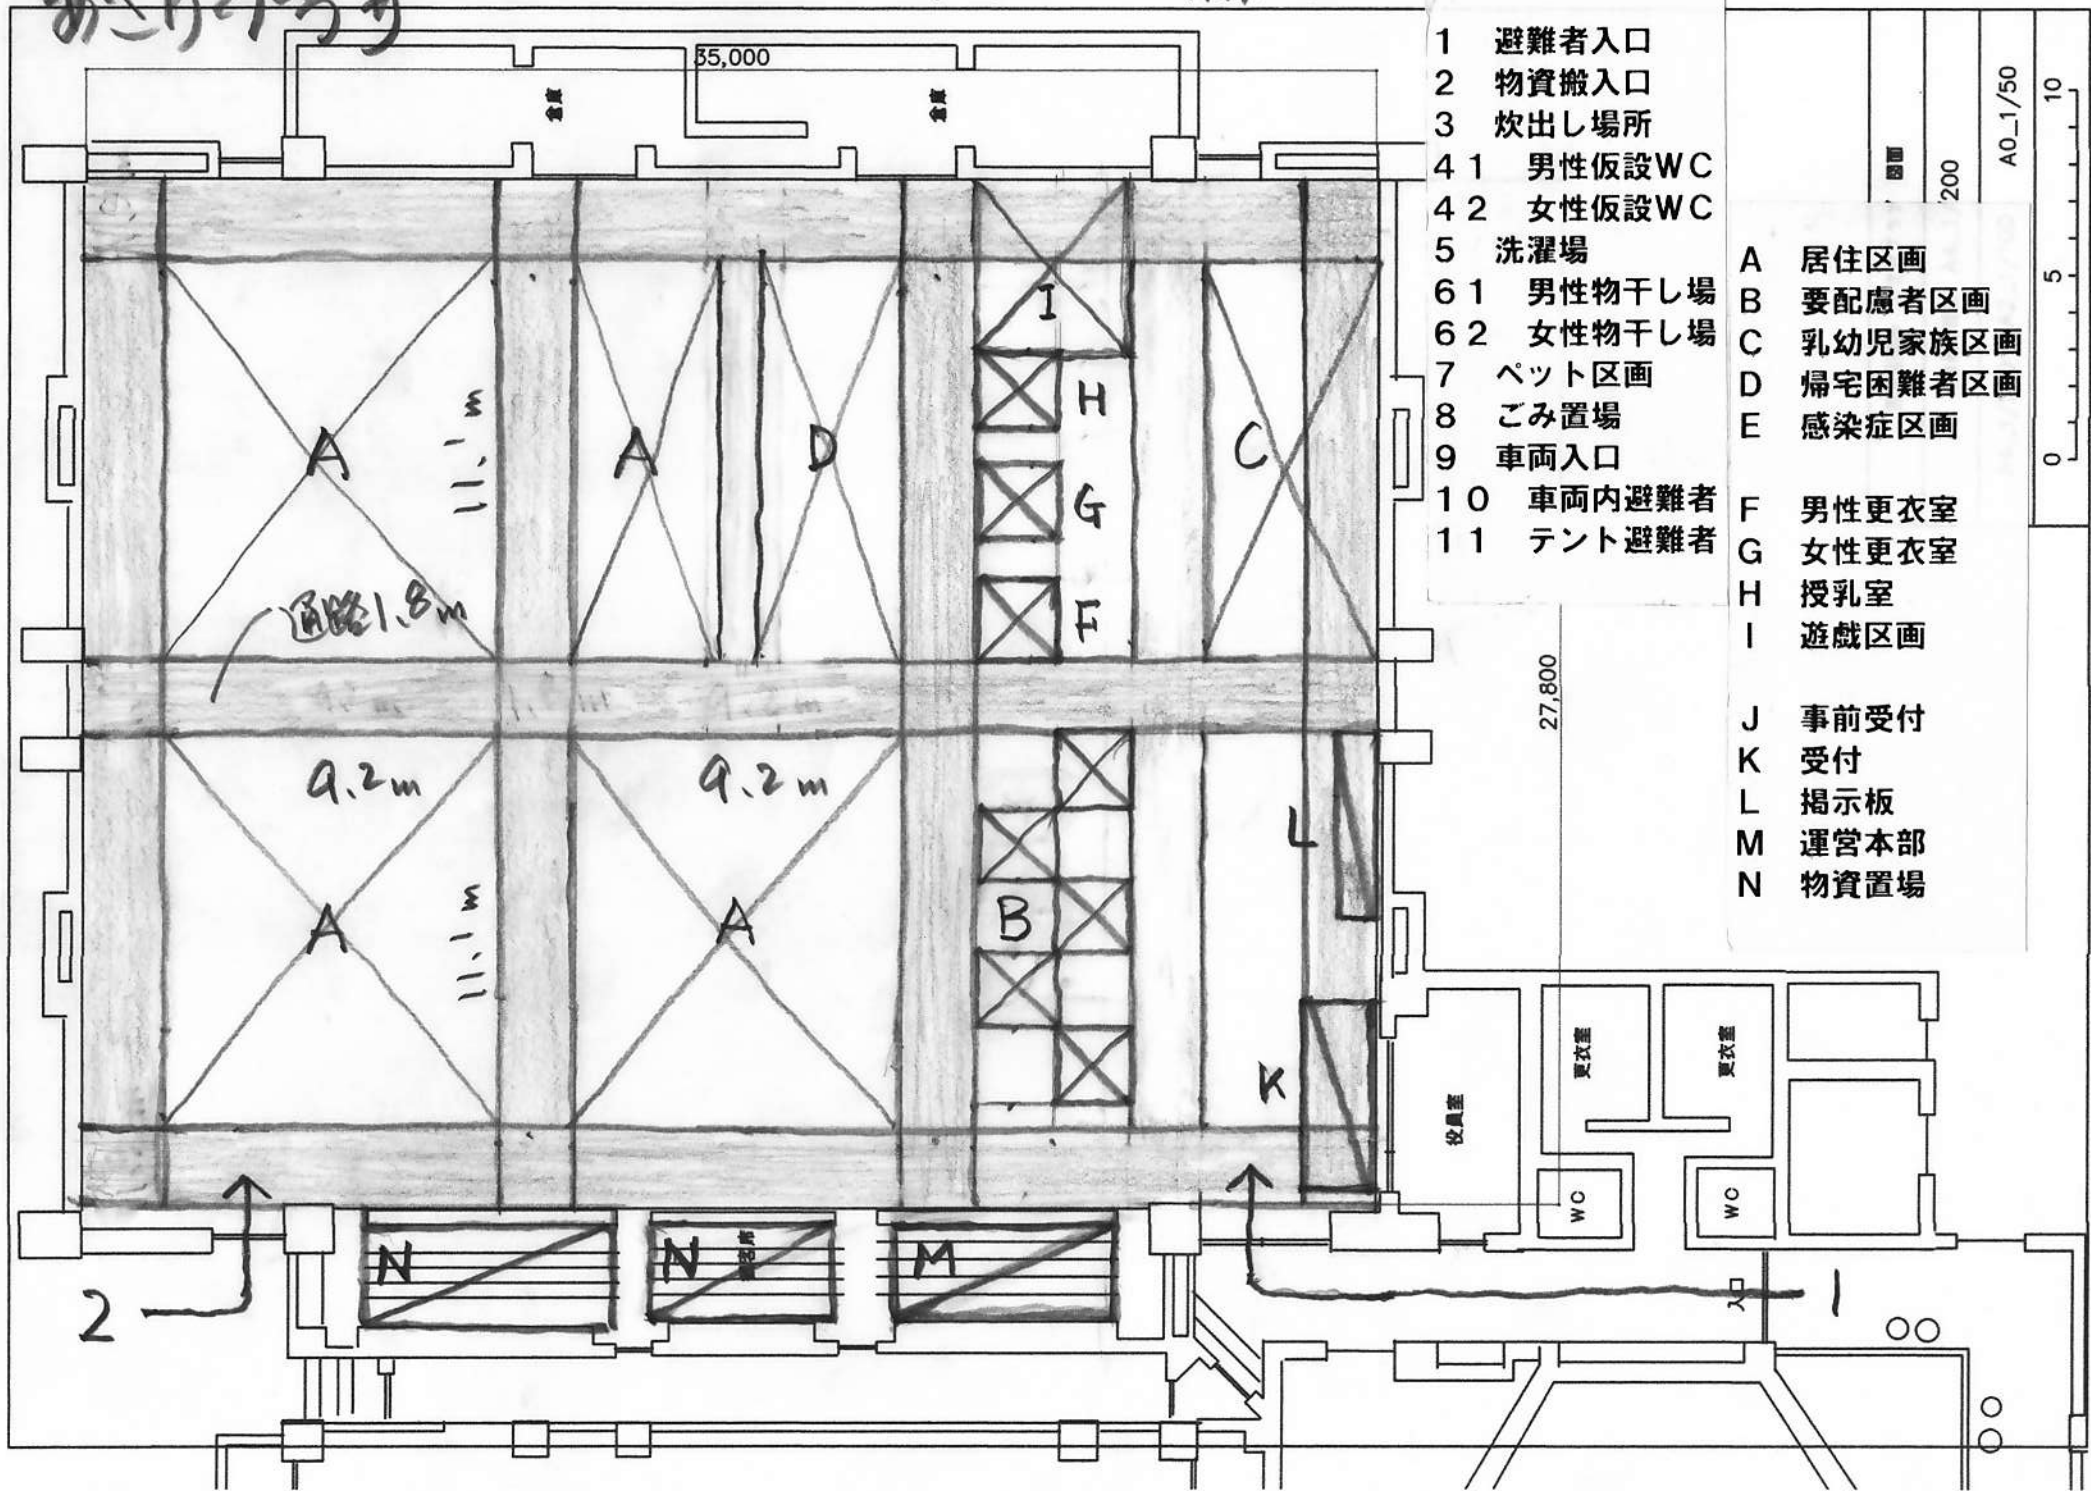 35,000
倉庫
倉庫
1 避難者入口
2 物資搬入口
3 炊出し場所
41 男性仮設WC
42 女性仮設WC
5 洗濯場
61 男性物干し場
62 女性物干し場
7 ペット区画
8 ごみ置場
9 車両入口
10 車両内避難者
11 テント避難者
A 居住区画
B 要配慮者区画
C 乳幼児家族区画
D 帰宅困難者区画
E 感染症区画
F 男性更衣室
G 女性更衣室
H 授乳室
I 遊戯区画
J 事前受付
K 受付
L 掲示板
M 運営本部
N 物資置場
A0_1/50
200
10
5
0
A
11.1m
A
D
I
H
G
F
C
通路1.8m
27,800
9.2m
9.2m
A
11.1m
A
B
L
K
役員室
更衣室
更衣室
WC
WC
N
N
M
2
入口
1